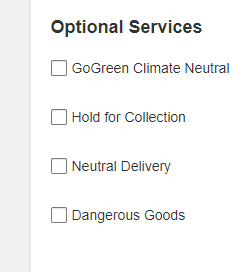 Optional Services
GoGreen Climate Neutral
Hold for Collection
Neutral Delivery
Dangerous Goods